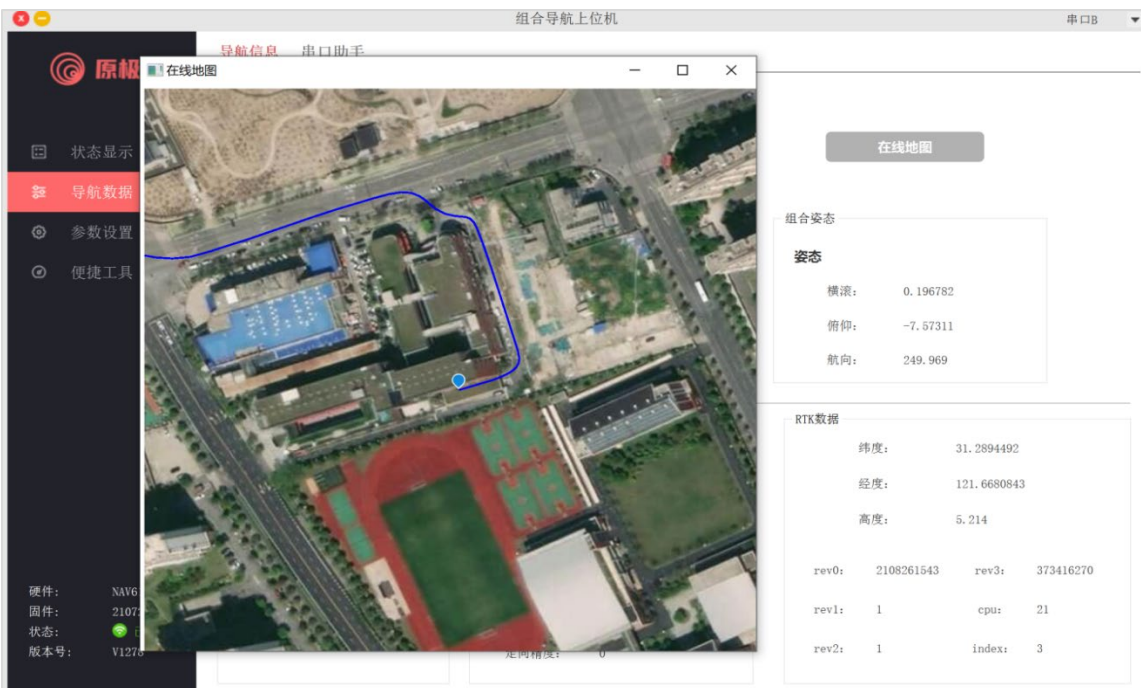 组合导航上位机
串口B
原极
导航信息 串口助手
在线地图
在线地图
状态显示
导航数据
参数设置
便捷工具
组合姿态
姿态
横滚: 0.196782
俯仰: -7.57311
航向: 249.969
RTK数据
纬度: 31.2894492
经度: 121.6680843
高度: 5.214
rev0: 2108261543 rev3: 373416270
rev1: 1 cpu: 21
rev2: 1 index: 3
硬件: NAV6
固件: 2107
状态:
版本号: V1278
定向精度: 0